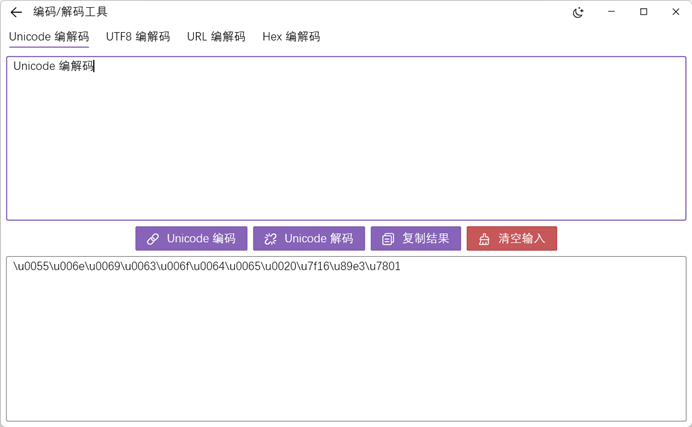 编码/解码工具
Unicode 编解码 UTF8 编解码 URL 编解码 Hex 编解码
Unicode 编解码
Unicode 编码 Unicode 解码 复制结果 清空输入
\u0055\u006e\u0069\u0063\u006f\u0064\u0065\u0020\u7f16\u89e3\u7801